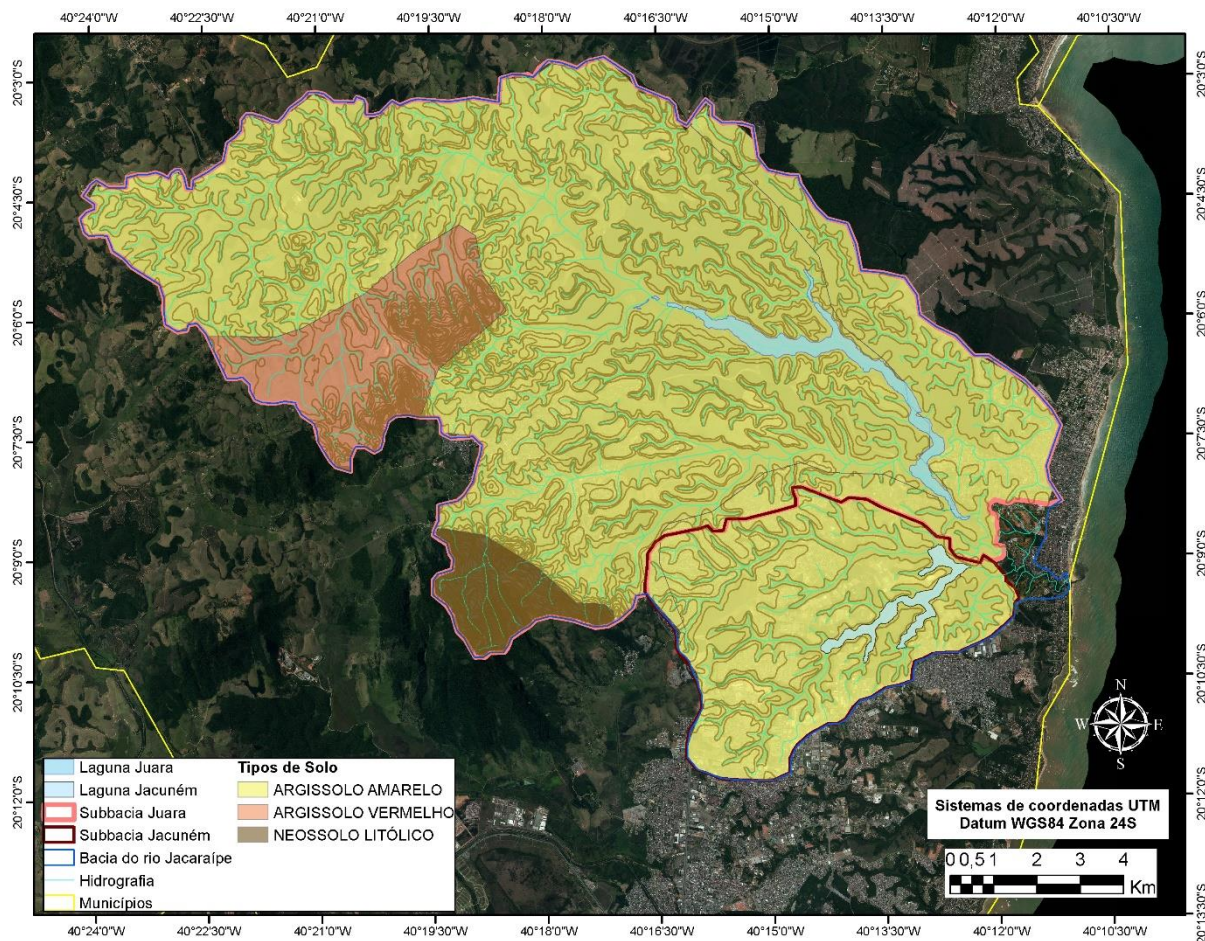 40°24'0"W 40°22'30"W 40°21'0"W 40°19'30"W 40°18'0"W 40°16'30"W 40°15'0"W 40°13'30"W 40°12'0"W 40°10'30"W
20°3'0"S 20°3'0"S
20°4'30"S 20°4'30"S
20°6'0"S 20°6'0"S
20°7'30"S 20°7'30"S
20°9'0"S 20°9'0"S
20°10'30"S 20°10'30"S
20°12'0"S 20°12'0"S
20°13'30"S
N
W E
S
Laguna Juara
Laguna Jacuném
Subbacia Juara
Subbacia Jacuném
Bacia do rio Jacaraípe
Hidrografia
Municípios
Tipos de Solo
ARGISSOLO AMARELO
ARGISSOLO VERMELHO
NEOSSOLO LITÓLICO
Sistemas de coordenadas UTM
Datum WGS84 Zona 24S
0 0,5 1 2 3 4
Km
40°24'0"W 40°22'30"W 40°21'0"W 40°19'30"W 40°18'0"W 40°16'30"W 40°15'0"W 40°13'30"W 40°12'0"W 40°10'30"W